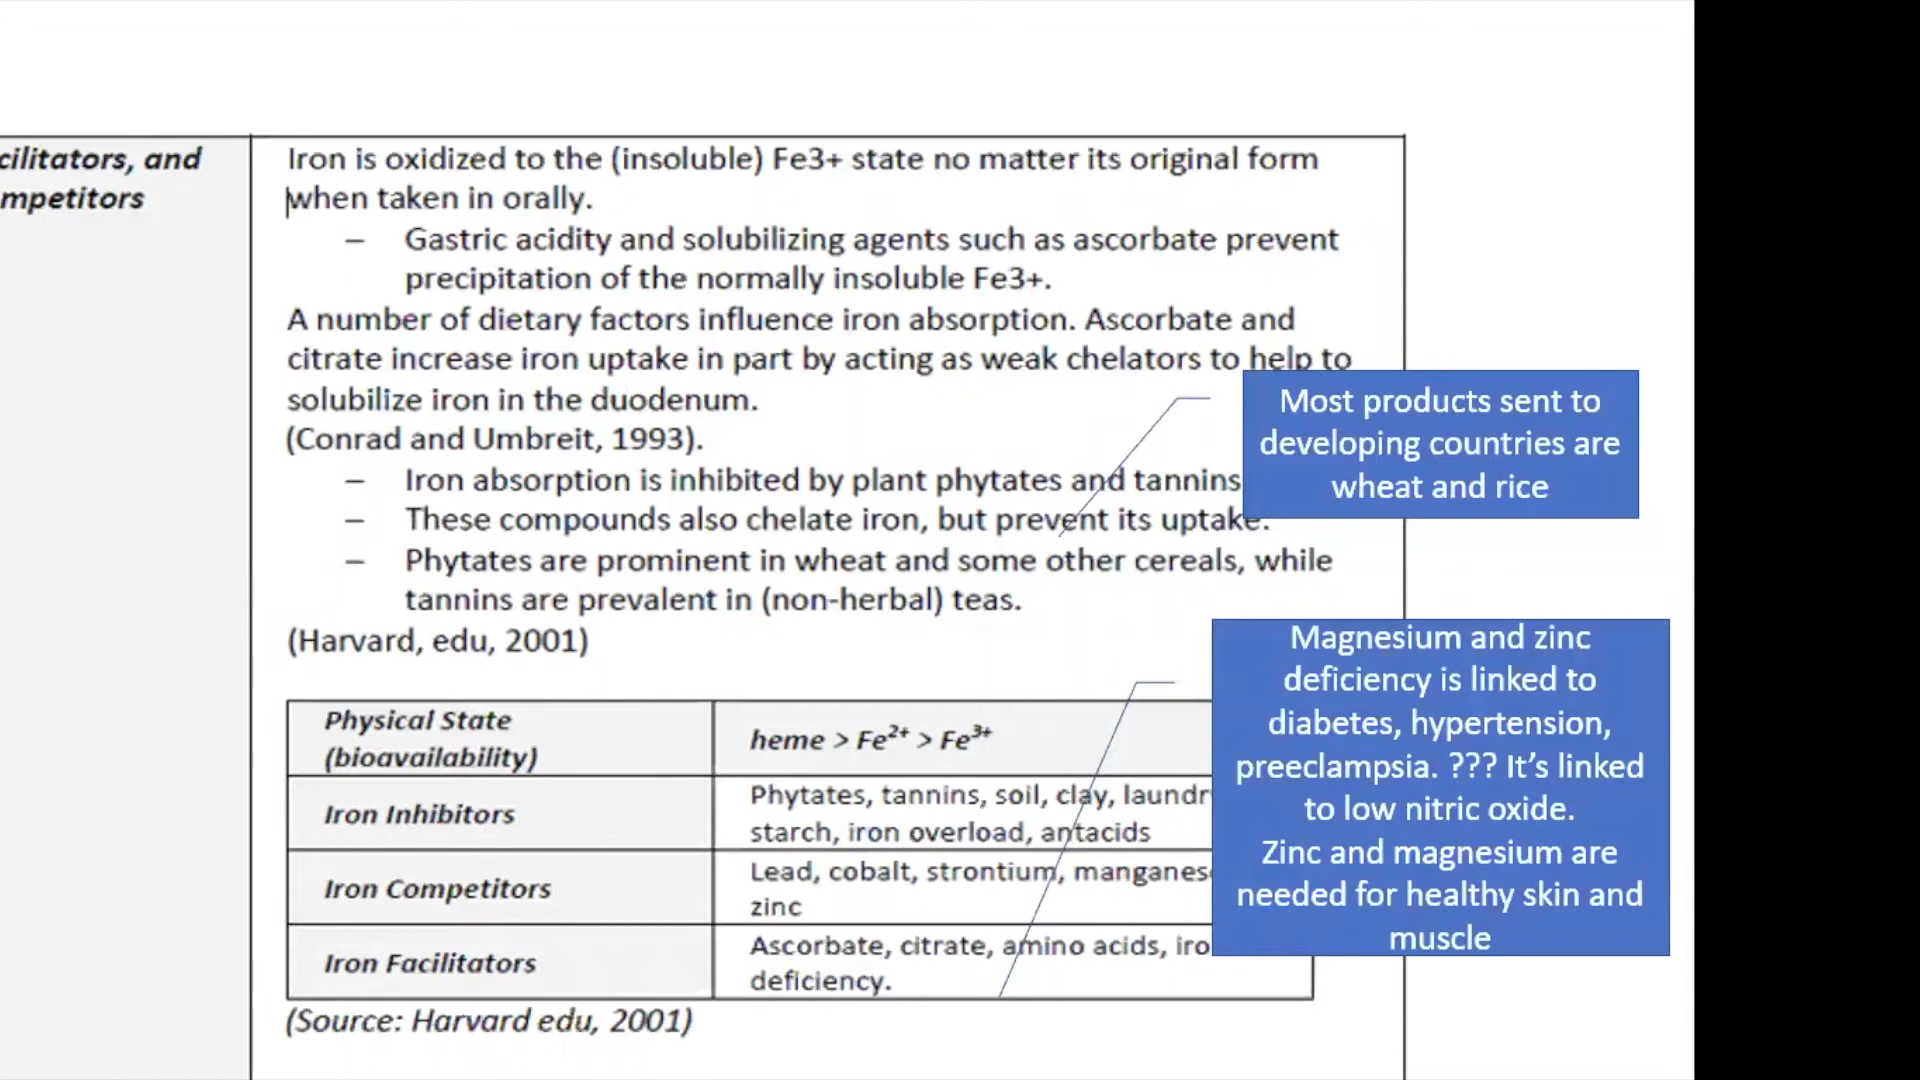 cilitators, and
mpetitors
Iron is oxidized to the (insoluble) Fe3+ state no matter its original form
when taken in orally.
– Gastric acidity and solubilizing agents such as ascorbate prevent
precipitation of the normally insoluble Fe3+.
A number of dietary factors influence iron absorption. Ascorbate and
citrate increase iron uptake in part by acting as weak chelators to help to
solubilize iron in the duodenum.
(Conrad and Umbreit, 1993).
– Iron absorption is inhibited by plant phytates and tannins
– These compounds also chelate iron, but prevent its uptake.
– Phytates are prominent in wheat and some other cereals, while
tannins are prevalent in (non-herbal) teas.
(Harvard, edu, 2001)
Most products sent to
developing countries are
wheat and rice
Physical State
(bioavailability)
heme > Fe²⁺ > Fe³⁺
Iron Inhibitors
Phytates, tannins, soil, clay, laundr
starch, iron overload, antacids
Iron Competitors
Lead, cobalt, strontium, manganes
zinc
Iron Facilitators
Ascorbate, citrate, amino acids, iro
deficiency.
(Source: Harvard edu, 2001)
Magnesium and zinc
deficiency is linked to
diabetes, hypertension,
preeclampsia. ??? It’s linked
to low nitric oxide.
Zinc and magnesium are
needed for healthy skin and
muscle